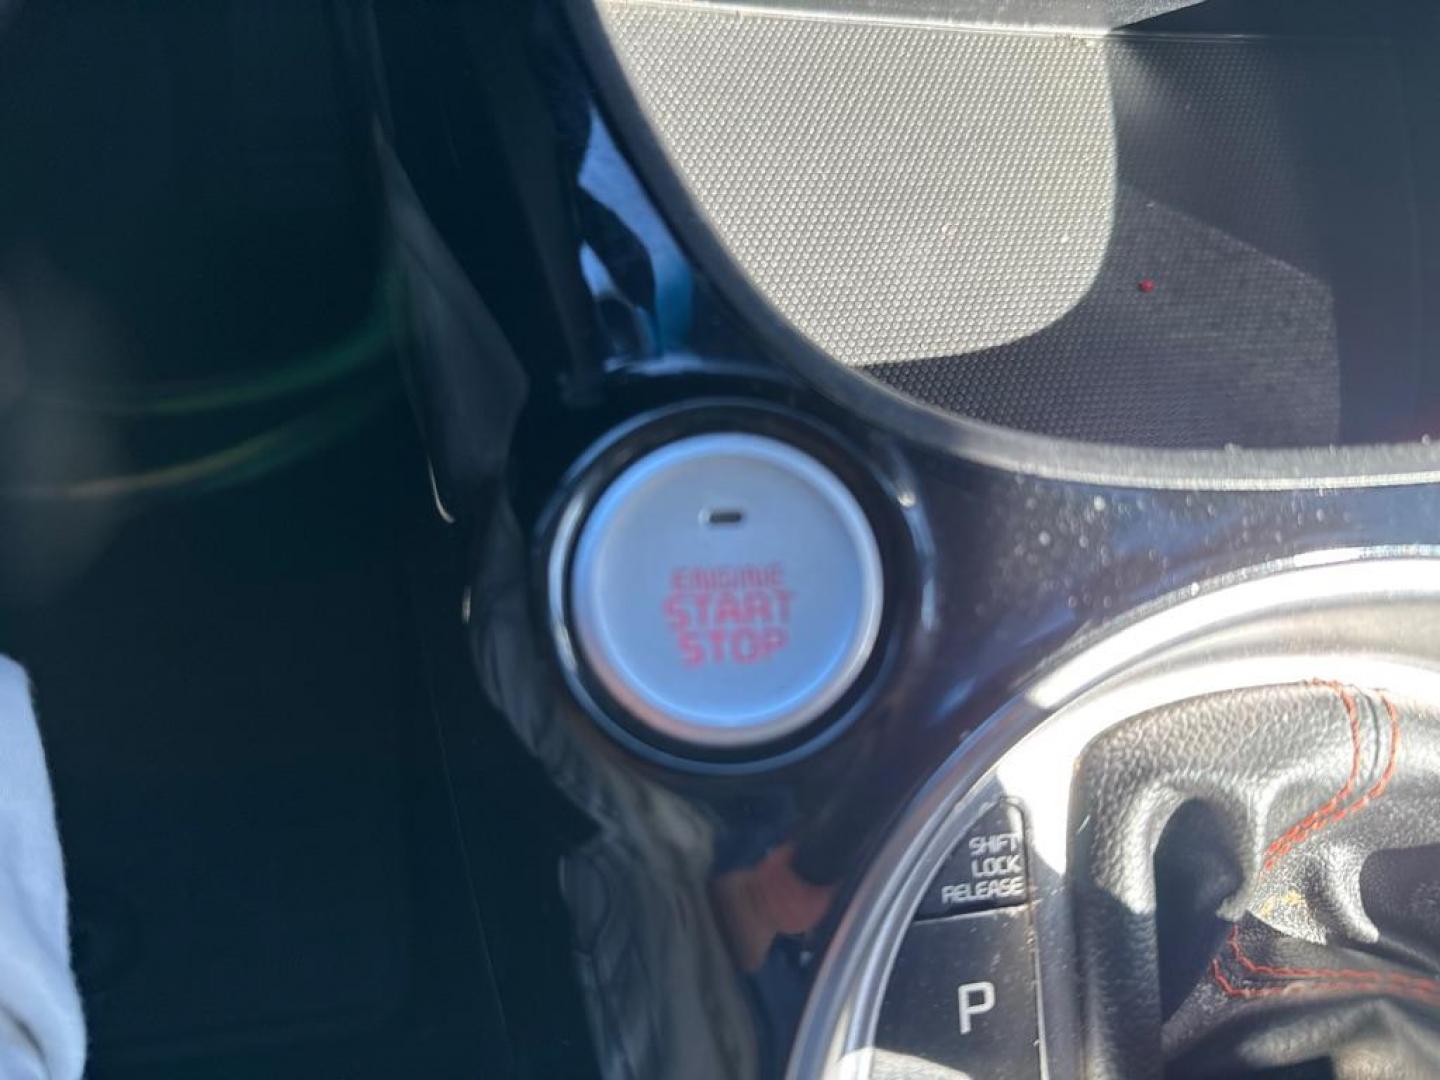 ENGINE
START
STOP
SHIFT
LOCK
RELEASE
P